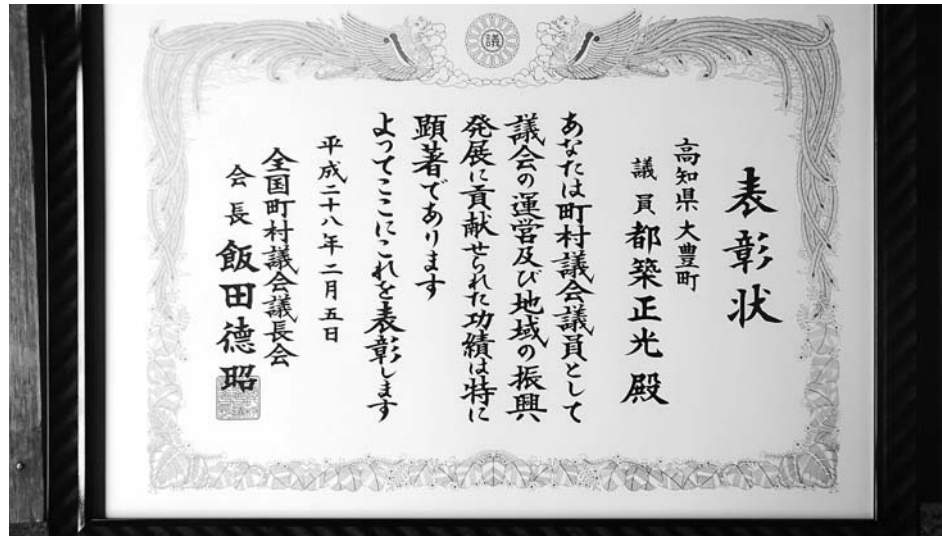 議
表彰状
高知県大豊町
議員都築正光殿
あなたは町村議会議員として
議会の運営及び地域の振興
発展に貢献せられた功績は特に
顕著であります
よってここにこれを表彰します
平成二十八年二月五日
全国町村議会議長会
会長飯田徳昭